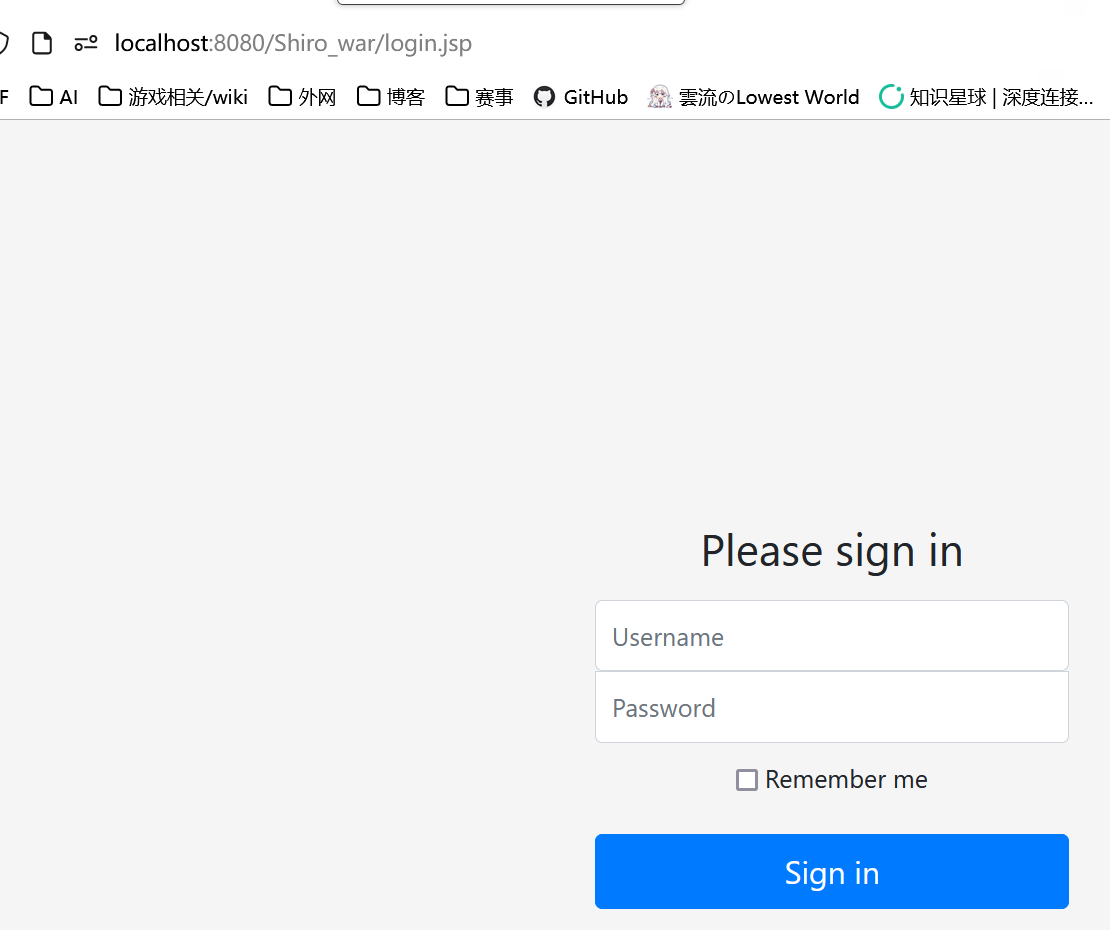 localhost:8080/Shiro_war/login.jsp
F AI 游戏相关/wiki 外网 博客 赛事 GitHub 雲流のLowest World 知识星球 | 深度连接...
Please sign in
Username
Password
Remember me
Sign in